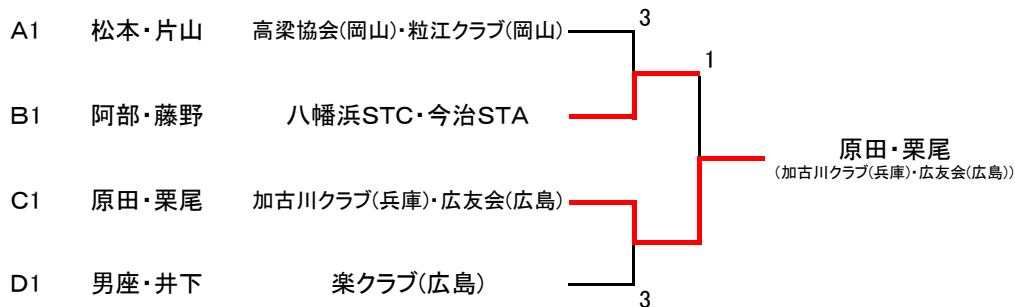 3
A1 松本・片山 高梁協会(岡山)・粒江クラブ(岡山)
1
B1 阿部・藤野 八幡浜STC・今治STA
原田・栗尾
(加古川クラブ(兵庫)・広友会(広島))
C1 原田・栗尾 加古川クラブ(兵庫)・広友会(広島)
D1 男座・井下 楽クラブ(広島)
3